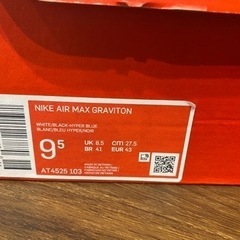 NIKE AIR MAX GRAVITON
WHITE/BLACK-HYPER BLUE
BLANC/BLEU HYPER/NOIR
9.5
UK 8.5 CM 27.5
BR 41 EUR 43
AT4525 103